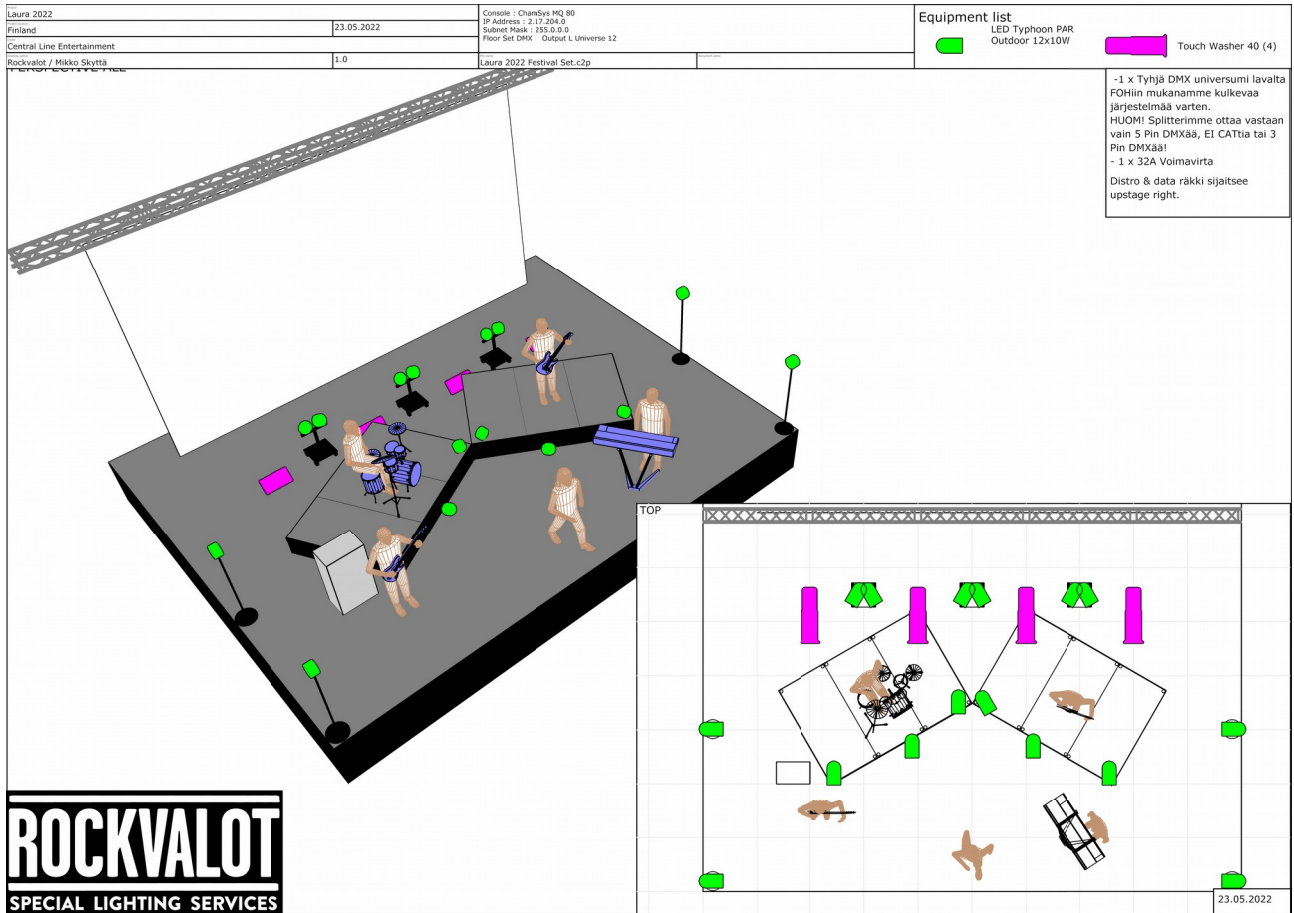 Laura 2022
Finland
23.05.2022
Central Line Entertainment
Rockvalot / Mikko Skyttä
1.0
Console : ChamSys MQ 80
IP Address : 2.17.204.0
Subnet Mask : 255.0.0.0
Floor Set DMX Output L Universe 12
Laura 2022 Festival Set.c2p
Equipment list
LED Typhoon PAR
Outdoor 12x10W
Touch Washer 40 (4)
PERSPECTIVE ALL
-1 x Tyhjä DMX universumi lavalta
FOHiin mukanamme kulkevaa
järjestelmää varten.
HUOM! Splitterimme ottaa vastaan
vain 5 Pin DMXää, EI CATtia tai 3
Pin DMXää!
- 1 x 32A Voimavirta
Distro & data räkki sijaitsee
upstage right.
TOP
ROCKVALOT
SPECIAL LIGHTING SERVICES
23.05.2022